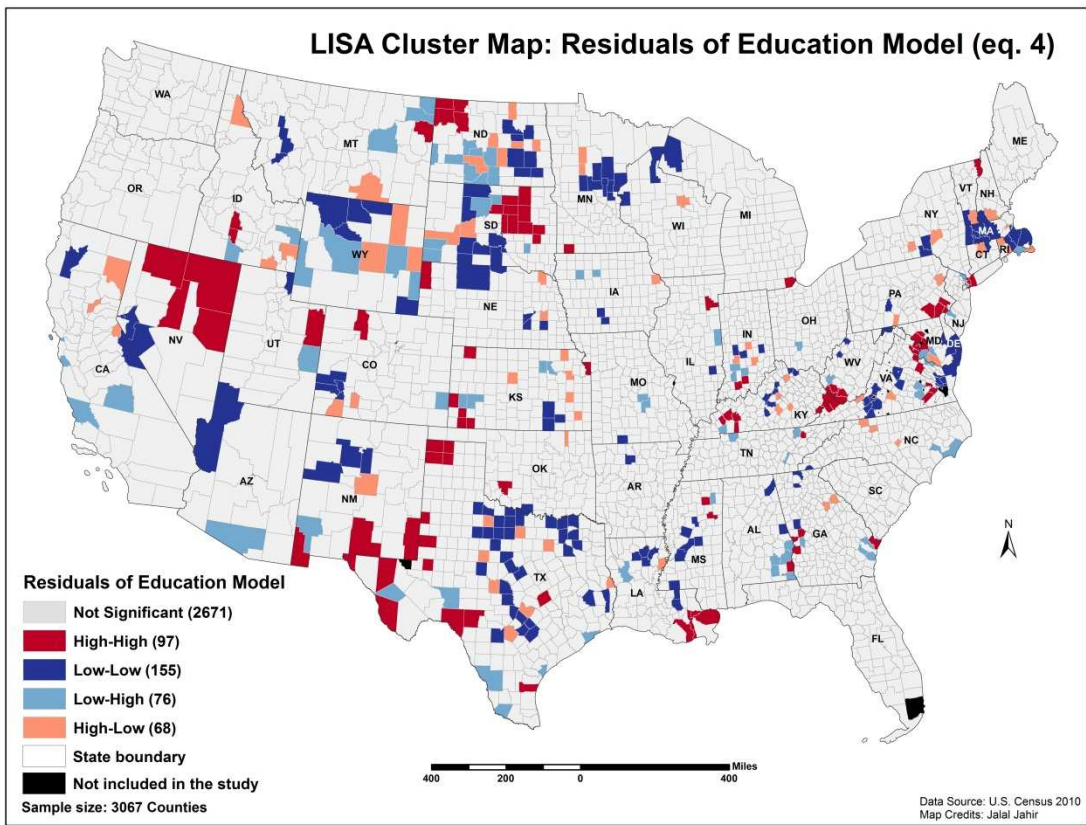 LISA Cluster Map: Residuals of Education Model (eq. 4)
WA
MT
ND
ME
OR
ID
MN
VT
NH
NY
WI
MI
MA
SD
WY
CT
RI
IA
NE
PA
NJ
NV
UT
CO
IL
IN
OH
MD
DE
WV
VA
CA
KS
MO
KY
NC
TN
OK
AR
AZ
NM
SC
MS
AL
GA
N
TX
LA
FL
Residuals of Education Model
Not Significant (2671)
High-High (97)
Low-Low (155)
Low-High (76)
High-Low (68)
State boundary
Not included in the study
Sample size: 3067 Counties
Miles
400 200 0 400
Data Source: U.S. Census 2010
Map Credits: Jalal Jahir